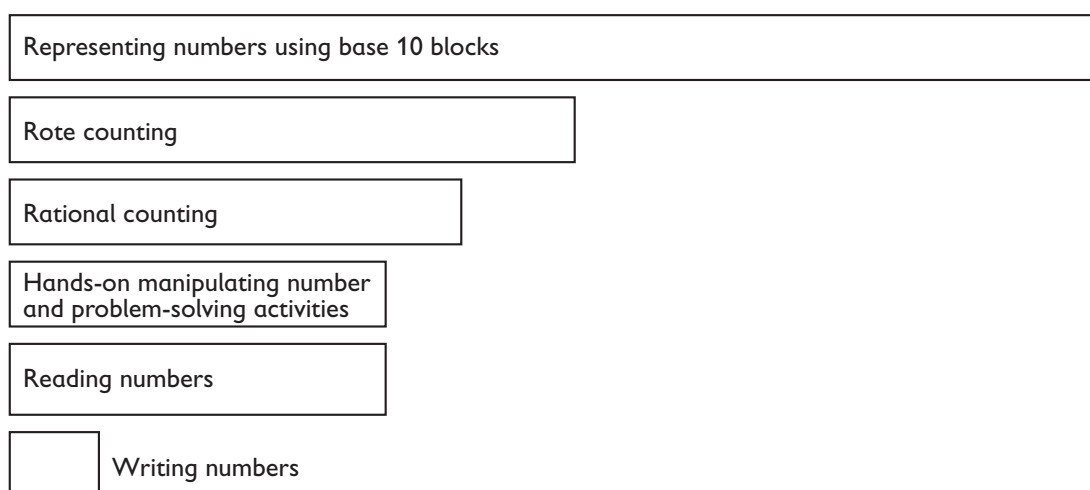 Representing numbers using base 10 blocks
Rote counting
Rational counting
Hands-on manipulating number
and problem-solving activities
Reading numbers
Writing numbers